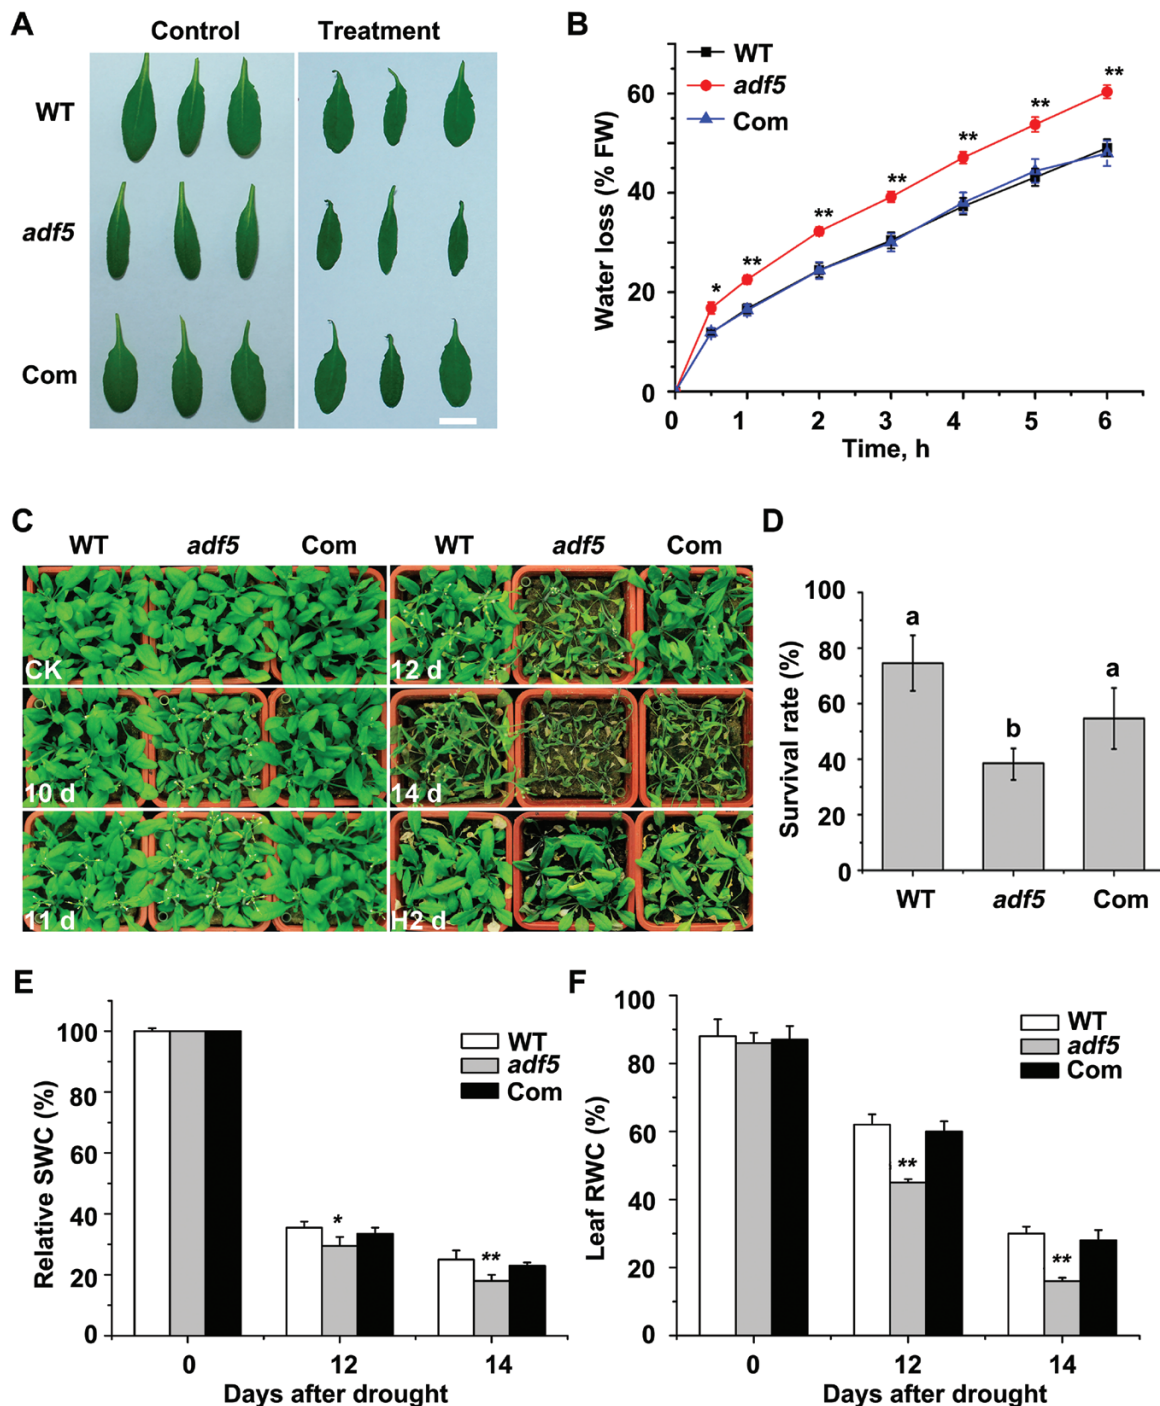 A
Control Treatment
WT
adf5
Com
B
WT
adf5
Com
Water loss (% FW)
60
40
20
0
* ** ** ** ** ** **
0 1 2 3 4 5 6
Time, h
C
WT adf5 Com WT adf5 Com
CK 12 d
10 d 14 d
11 d H2 d
D
Survival rate (%)
100
80
60
40
20
0
a b a
WT adf5 Com
E
Relative SWC (%)
100
80
60
40
20
0
WT
adf5
Com
* **
0 12 14
Days after drought
F
Leaf RWC (%)
100
80
60
40
20
0
WT
adf5
Com
** **
0 12 14
Days after drought